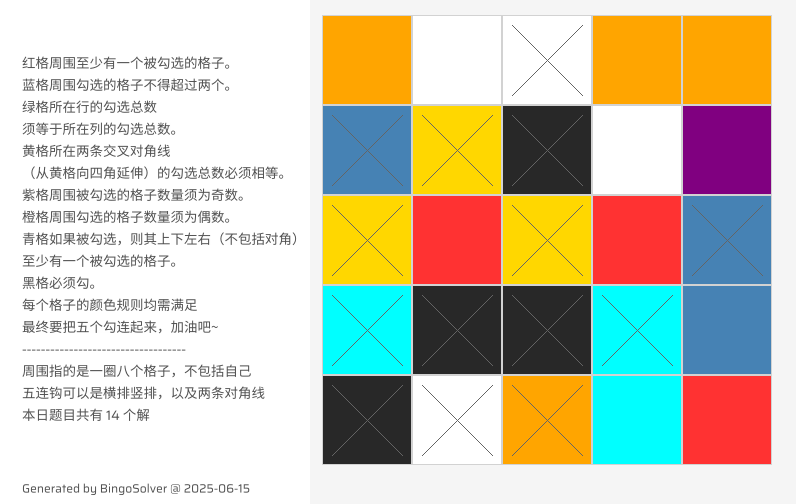 红格周围至少有一个被勾选的格子。
蓝格周围勾选的格子不得超过两个。
绿格所在行的勾选总数
须等于所在列的勾选总数。
黄格所在两条交叉对角线
（从黄格向四角延伸）的勾选总数必须相等。
紫格周围被勾选的格子数量须为奇数。
橙格周围勾选的格子数量须为偶数。
青格如果被勾选，则其上下左右（不包括对角）
至少有一个被勾选的格子。
黑格必须勾。
每个格子的颜色规则均需满足
最终要把五个勾连起来，加油吧~
----------------------------------
周围指的是一圈八个格子，不包括自己
五连钩可以是横排竖排，以及两条对角线
本日题目共有 14 个解
Generated by BingoSolver @ 2025-06-15